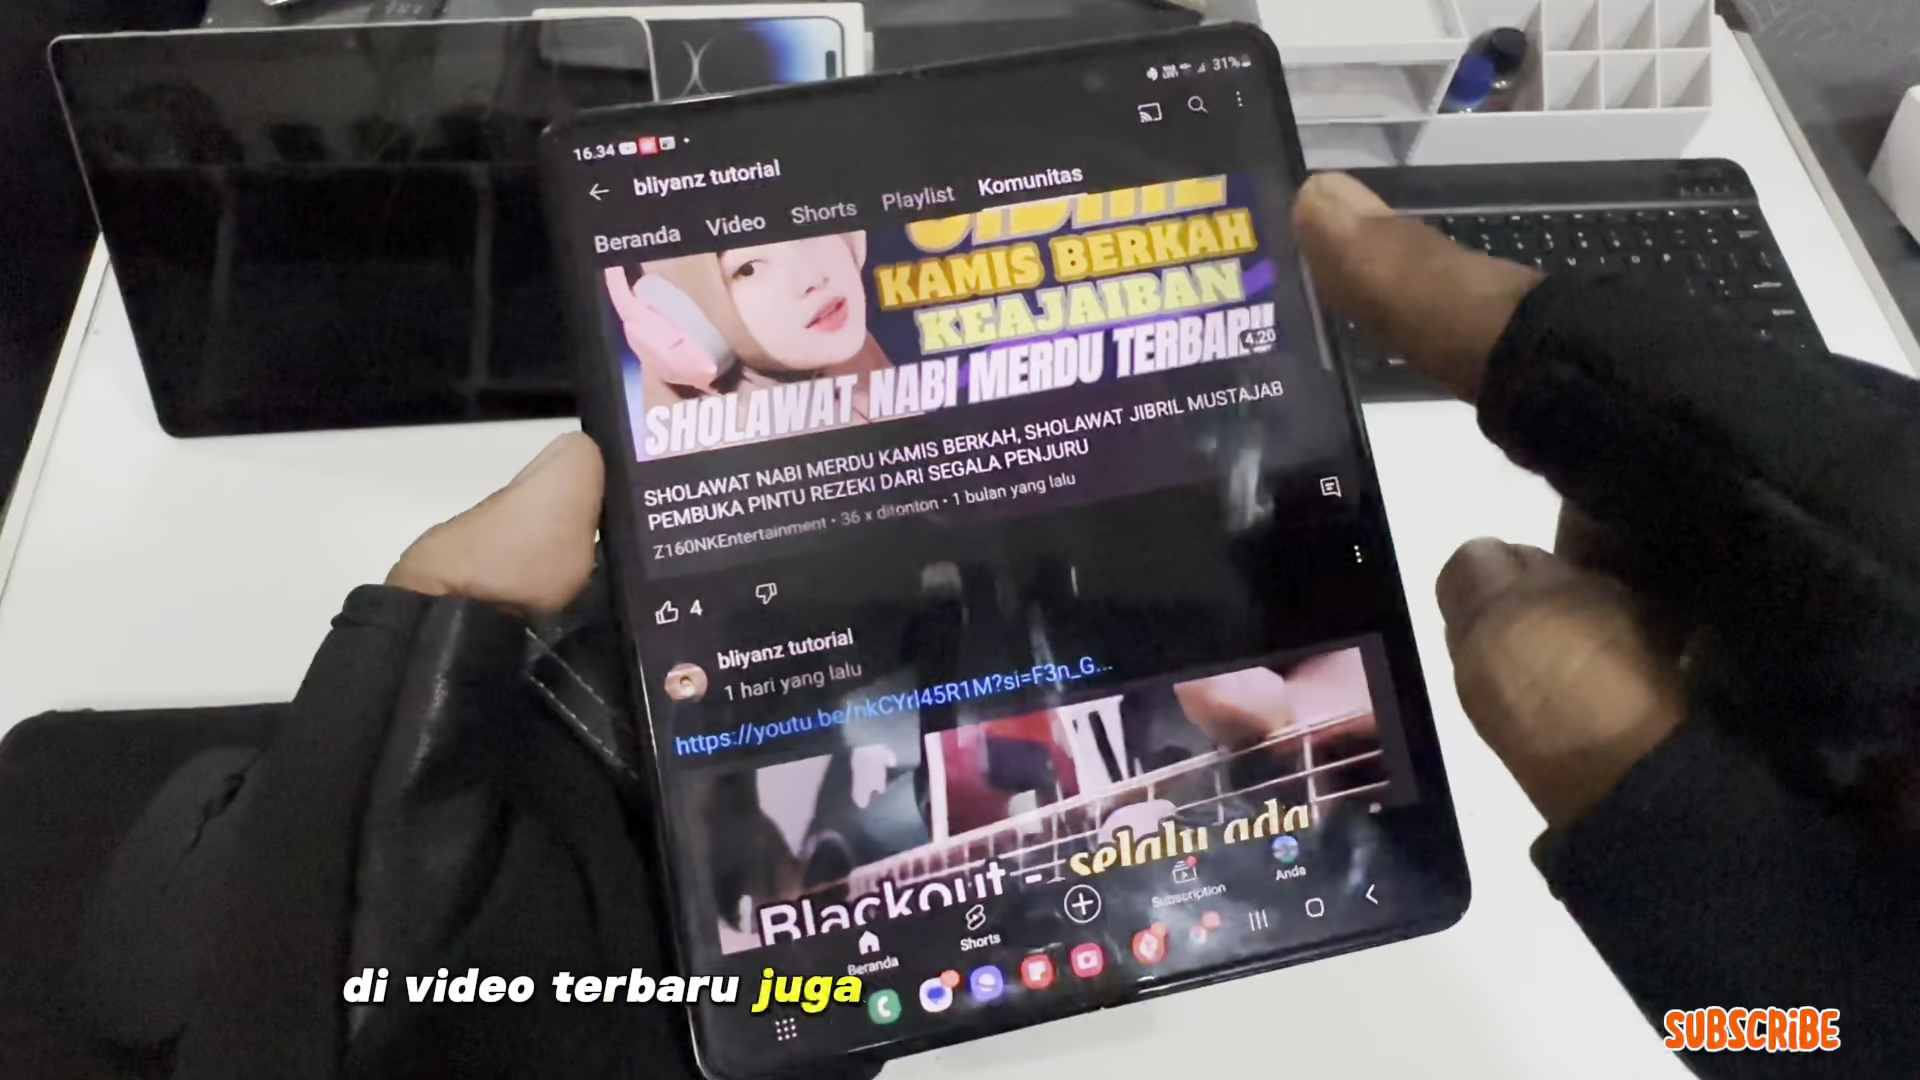 31%
16.34
bliyanz tutorial
Beranda Video Shorts Playlist Komunitas
KAMIS BERKAH
KEAJAIBAN
SHOLAWAT NABI MERDU TERBARU
4.20
SHOLAWAT NABI MERDU KAMIS BERKAH, SHOLAWAT JIBRIL MUSTAJAB
PEMBUKA PINTU REZEKI DARI SEGALA PENJURU
Z160NKEntertainment • 36 x ditonton • 1 bulan yang lalu
4
bliyanz tutorial
1 hari yang lalu
https://youtu.be/nkCYrI45R1M?si=F3n_G...
Blackout - selalu ada
Beranda Shorts Subscription Anda
di video terbaru juga
SUBSCRiBE